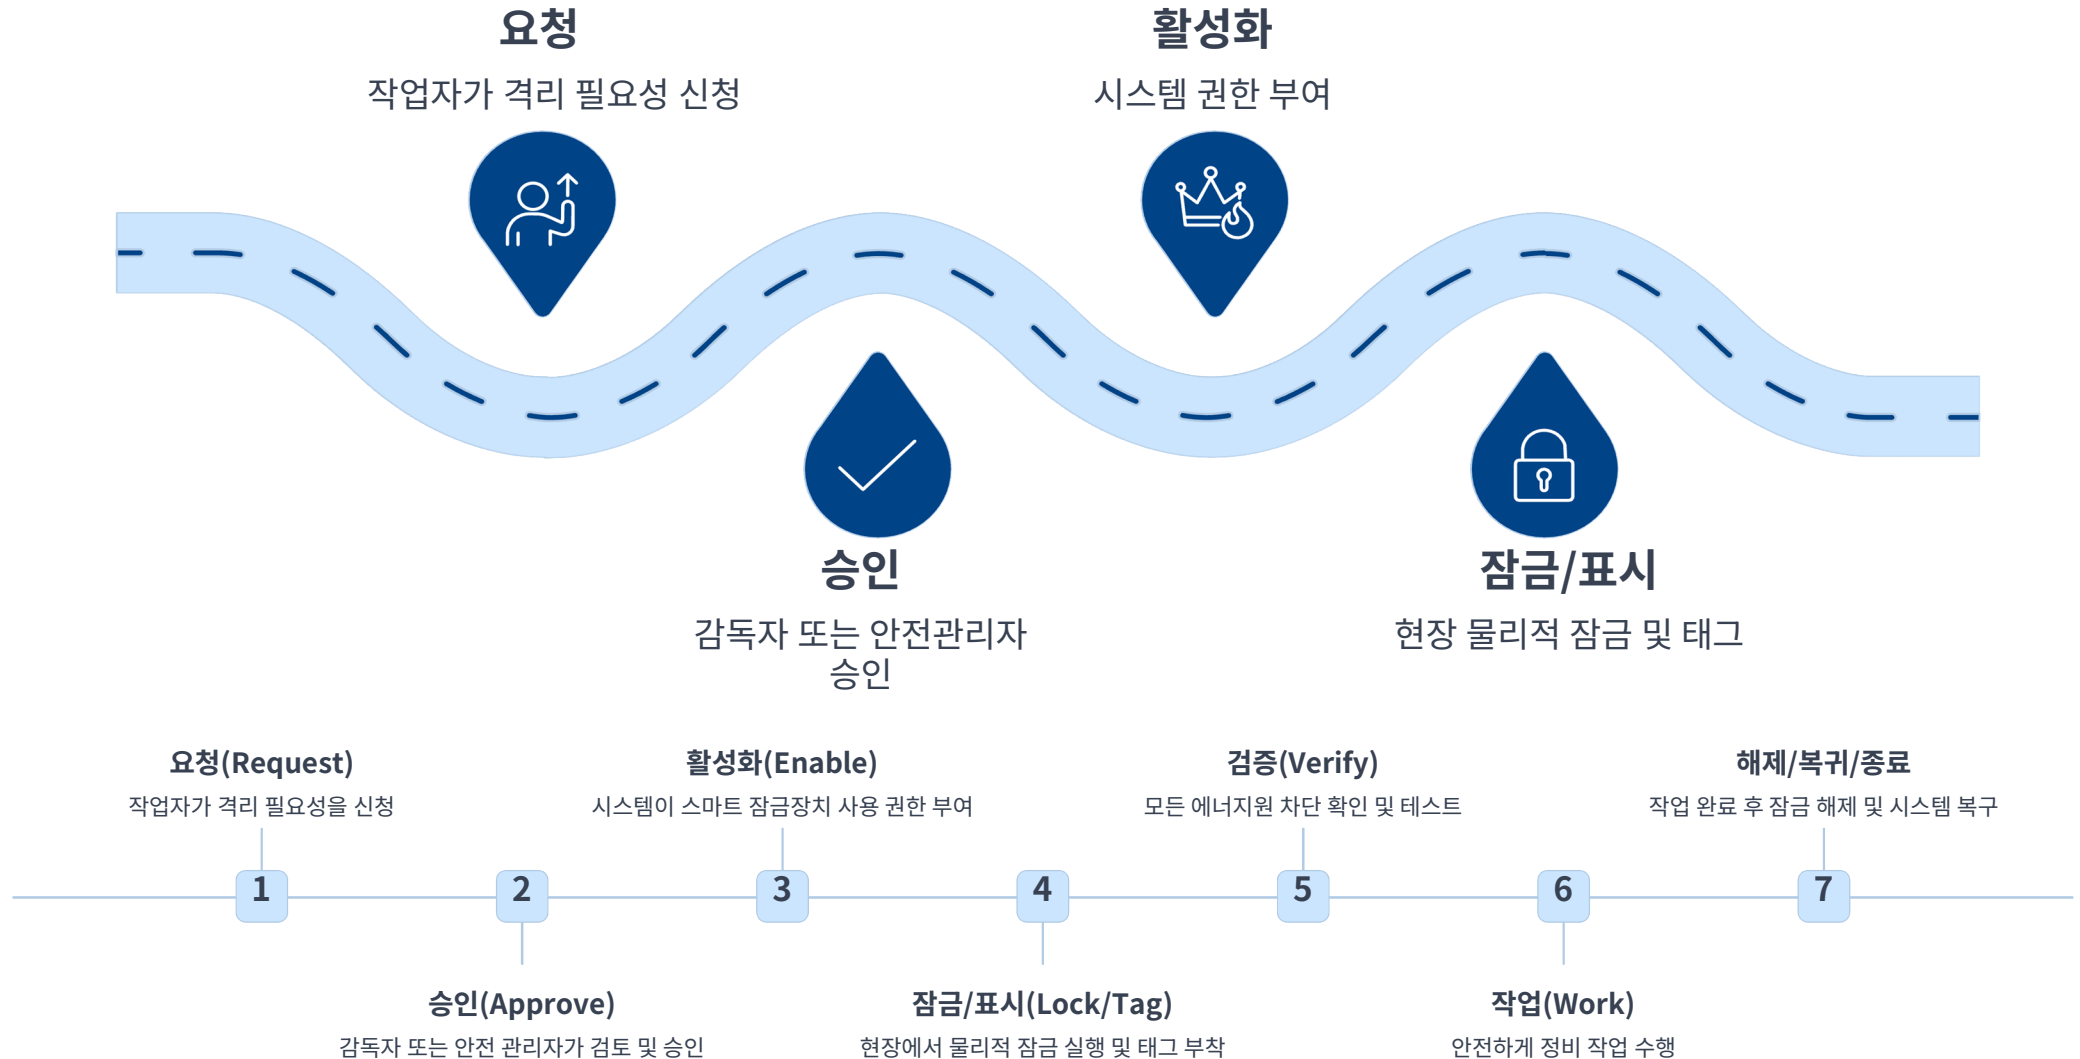 요청
작업자가 격리 필요성 신청
활성화
시스템 권한 부여
승인
감독자 또는 안전관리자
승인
잠금/표시
현장 물리적 잠금 및 태그
요청(Request)
작업자가 격리 필요성을 신청
활성화(Enable)
시스템이 스마트 잠금장치 사용 권한 부여
검증(Verify)
모든 에너지원 차단 확인 및 테스트
해제/복귀/종료
작업 완료 후 잠금 해제 및 시스템 복구
1
2
3
4
5
6
7
승인(Approve)
감독자 또는 안전 관리자가 검토 및 승인
잠금/표시(Lock/Tag)
현장에서 물리적 잠금 실행 및 태그 부착
작업(Work)
안전하게 정비 작업 수행